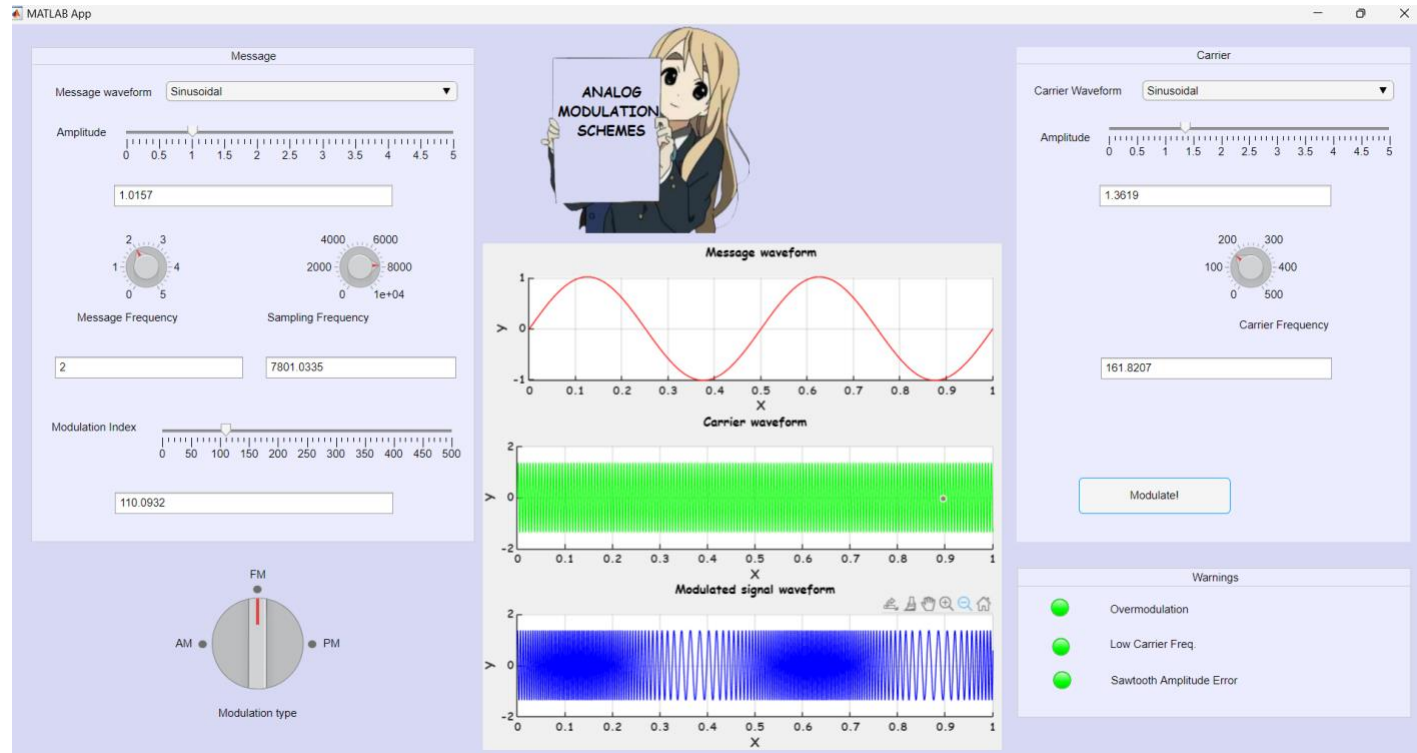 MATLAB App
Message
Message waveform Sinusoidal
Amplitude
0 0.5 1 1.5 2 2.5 3 3.5 4 4.5 5
1.0157
2 3
1 4
0 5
Message Frequency
4000 6000
2000 8000
0 1e+04
Sampling Frequency
2
7801.0335
Modulation Index
0 50 100 150 200 250 300 350 400 450 500
110.0932
FM
AM PM
Modulation type
ANALOG
MODULATION
SCHEMES
Message waveform
1
0
-1
y
0 0.1 0.2 0.3 0.4 0.5 0.6 0.7 0.8 0.9 1
X
Carrier waveform
2
0
-2
y
0 0.1 0.2 0.3 0.4 0.5 0.6 0.7 0.8 0.9 1
X
Modulated signal waveform
2
0
-2
y
0 0.1 0.2 0.3 0.4 0.5 0.6 0.7 0.8 0.9 1
X
Carrier
Carrier Waveform Sinusoidal
Amplitude
0 0.5 1 1.5 2 2.5 3 3.5 4 4.5 5
1.3619
200 300
100 400
0 500
Carrier Frequency
161.8207
Modulate!
Warnings
Overmodulation
Low Carrier Freq.
Sawtooth Amplitude Error